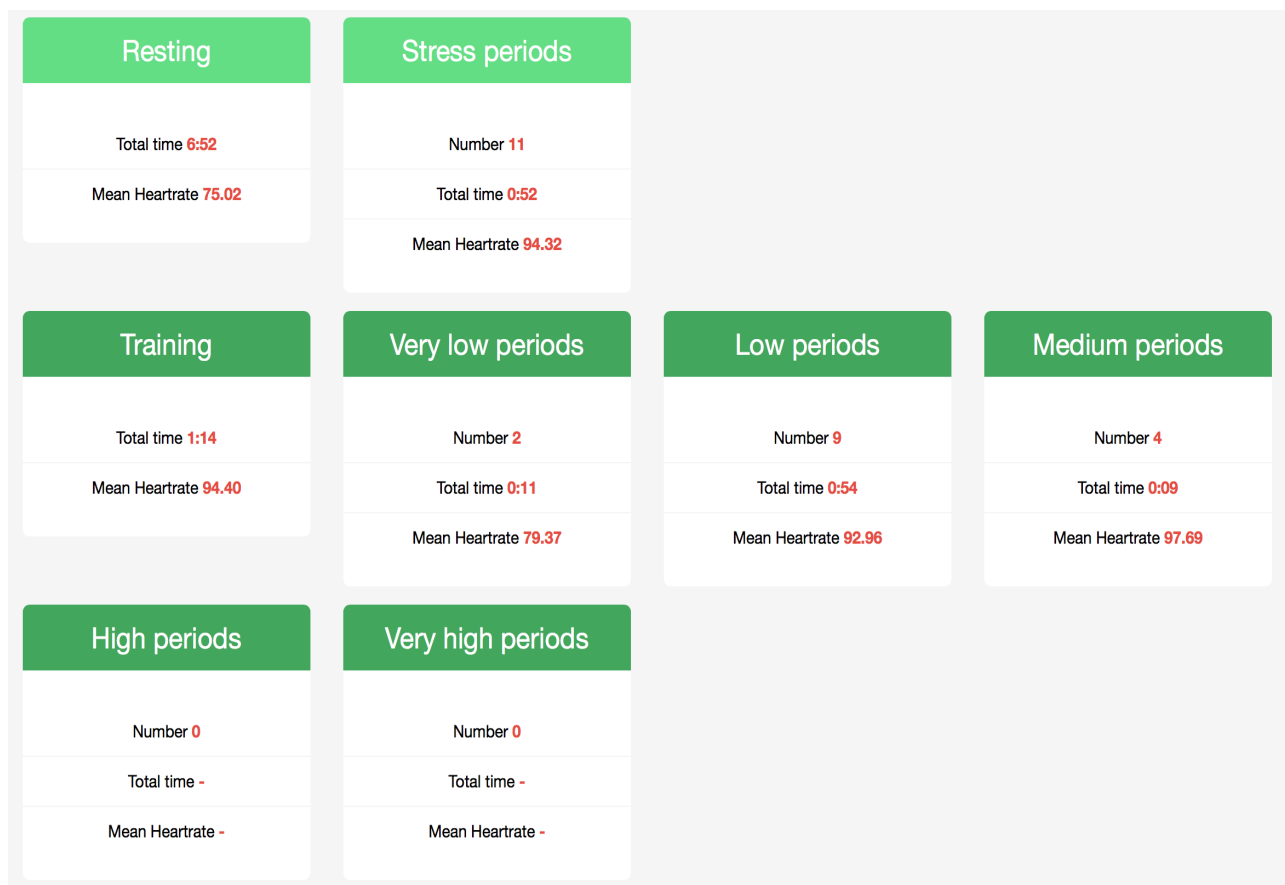 Resting
Total time 6:52
Mean Heartrate 75.02
Stress periods
Number 11
Total time 0:52
Mean Heartrate 94.32
Training
Total time 1:14
Mean Heartrate 94.40
Very low periods
Number 2
Total time 0:11
Mean Heartrate 79.37
Low periods
Number 9
Total time 0:54
Mean Heartrate 92.96
Medium periods
Number 4
Total time 0:09
Mean Heartrate 97.69
High periods
Number 0
Total time -
Mean Heartrate -
Very high periods
Number 0
Total time -
Mean Heartrate -